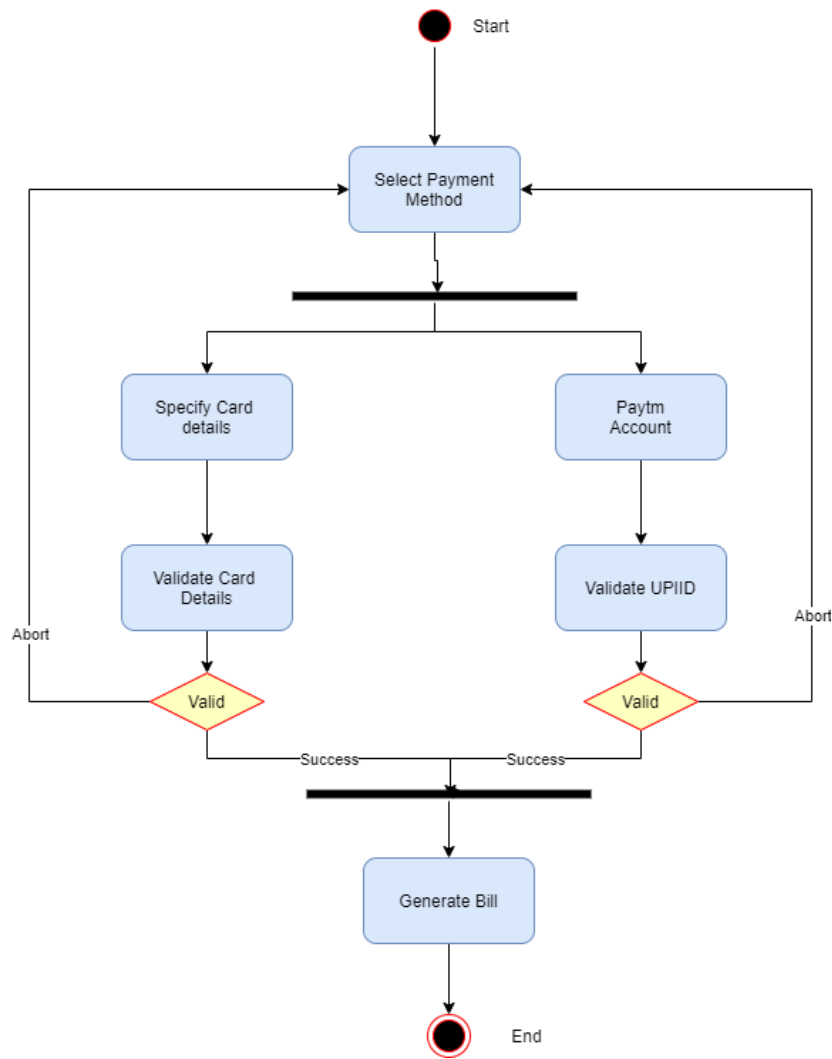 Start
Select Payment
Method
Specify Card
details
Paytm
Account
Validate Card
Details
Validate UPIID
Abort
Abort
Valid
Valid
Success
Success
Generate Bill
End